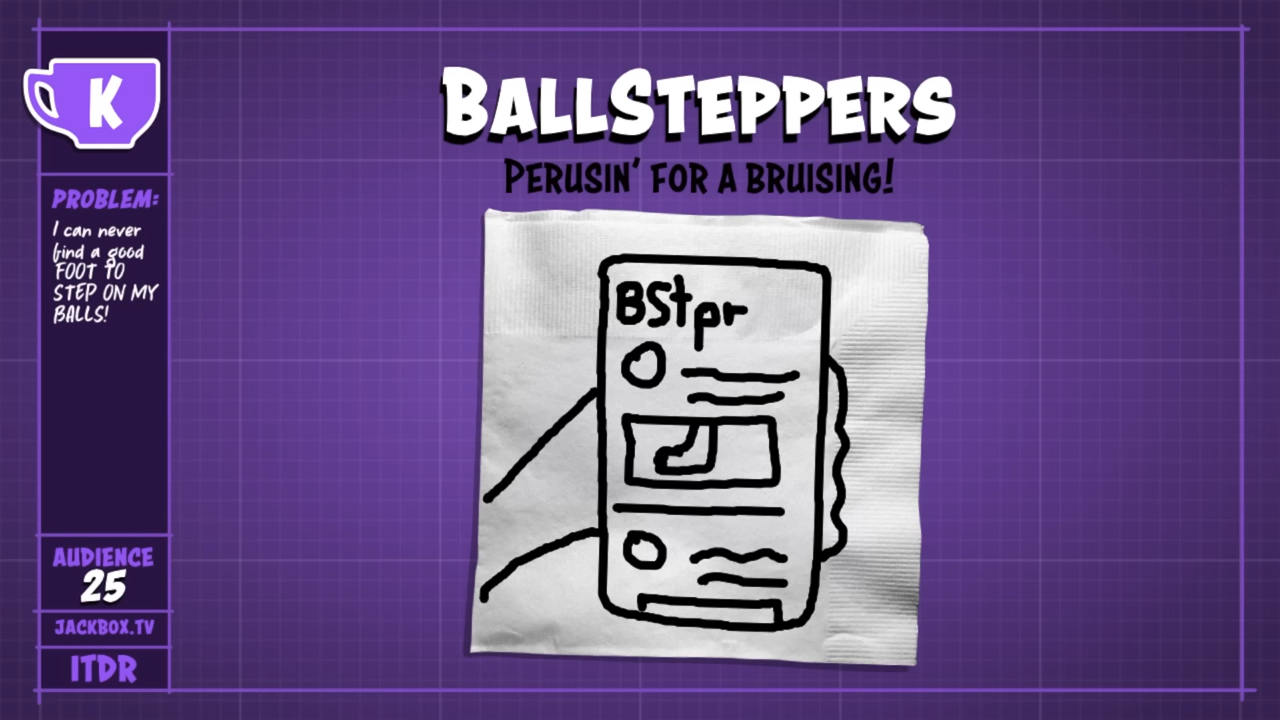 K
BALLSTEPPERS
PERUSIN' FOR A BRUISING!
PROBLEM:
I can never
find a good
FOOT TO
STEP ON MY
BALLS!
BStpr
AUDIENCE
25
JACKBOX.TV
ITDR